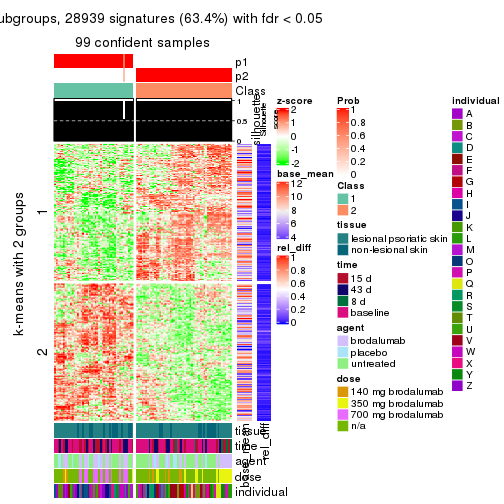 ubgroups, 28939 signatures (63.4%) with fdr < 0.05
99 confident samples
p1
p2
Class
1
0.5
0
silhouette
score
k-means with 2 groups
1
2
tissue
time
agent
dose
individual
base_mean
rel_diff
z-score
2
1
0
-1
-2
base_mean
12
10
8
6
4
rel_diff
1
0.8
0.6
0.4
0.2
0
Prob
1
0.8
0.6
0.4
0.2
0
Class
1
2
tissue
lesional psoriatic skin
non-lesional skin
time
15 d
43 d
8 d
baseline
agent
brodalumab
placebo
untreated
dose
140 mg brodalumab
350 mg brodalumab
700 mg brodalumab
n/a
individual
A
B
C
D
E
F
G
H
I
J
K
L
M
O
P
Q
R
S
T
U
V
W
X
Y
Z